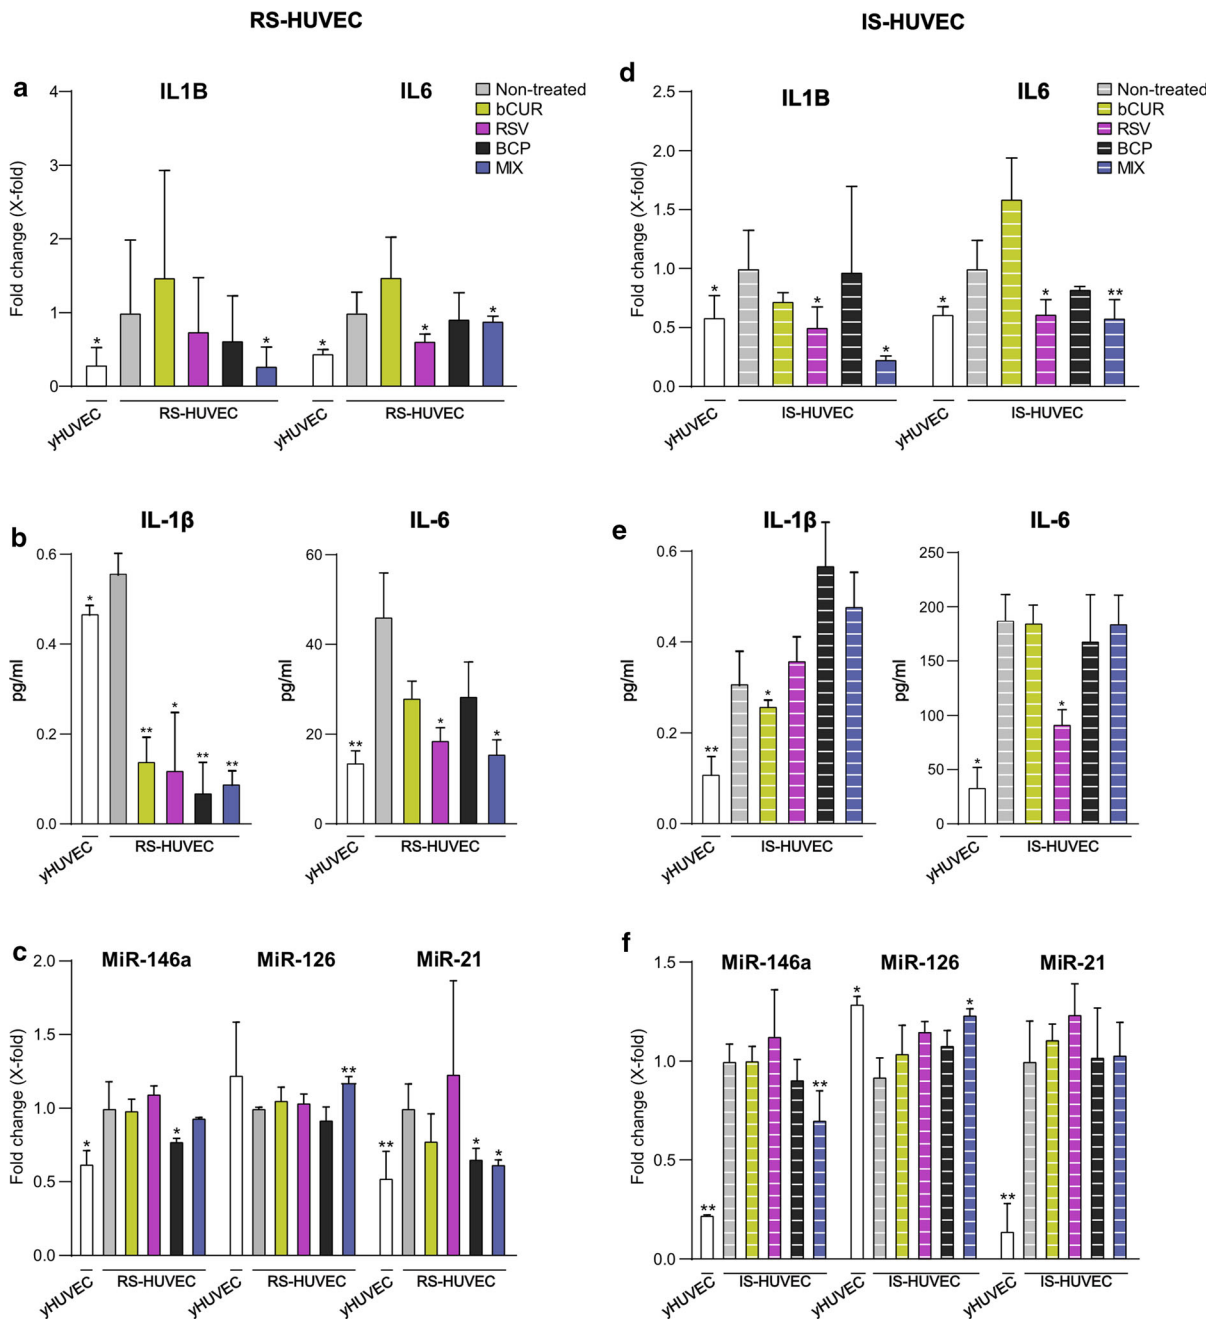 RS-HUVEC
IS-HUVEC
a
IL1B
IL6
Non-treated
bCUR
RSV
BCP
MIX
Fold change (X-fold)
4
3
2
1
0
*
*
*
*
*
yHUVEC
RS-HUVEC
yHUVEC
RS-HUVEC
d
IL1B
IL6
Non-treated
bCUR
RSV
BCP
MIX
Fold change (X-fold)
2.5
2.0
1.5
1.0
0.5
0.0
*
*
*
*
*
**
yHUVEC
IS-HUVEC
yHUVEC
IS-HUVEC
b
IL-1β
pg/ml
0.6
0.4
0.2
0.0
*
**
*
**
**
yHUVEC
RS-HUVEC
IL-6
pg/ml
60
40
20
0
**
*
*
yHUVEC
RS-HUVEC
e
IL-1β
pg/ml
0.6
0.4
0.2
0.0
**
*
yHUVEC
IS-HUVEC
IL-6
pg/ml
250
200
150
100
50
0
*
*
yHUVEC
IS-HUVEC
c
MiR-146a
MiR-126
MiR-21
Fold change (X-fold)
2.0
1.5
1.0
0.5
0.0
*
*
**
**
*
*
yHUVEC
RS-HUVEC
yHUVEC
RS-HUVEC
yHUVEC
RS-HUVEC
f
MiR-146a
MiR-126
MiR-21
Fold change (X-fold)
1.5
1.0
0.5
0.0
**
**
*
*
**
yHUVEC
IS-HUVEC
yHUVEC
IS-HUVEC
yHUVEC
IS-HUVEC